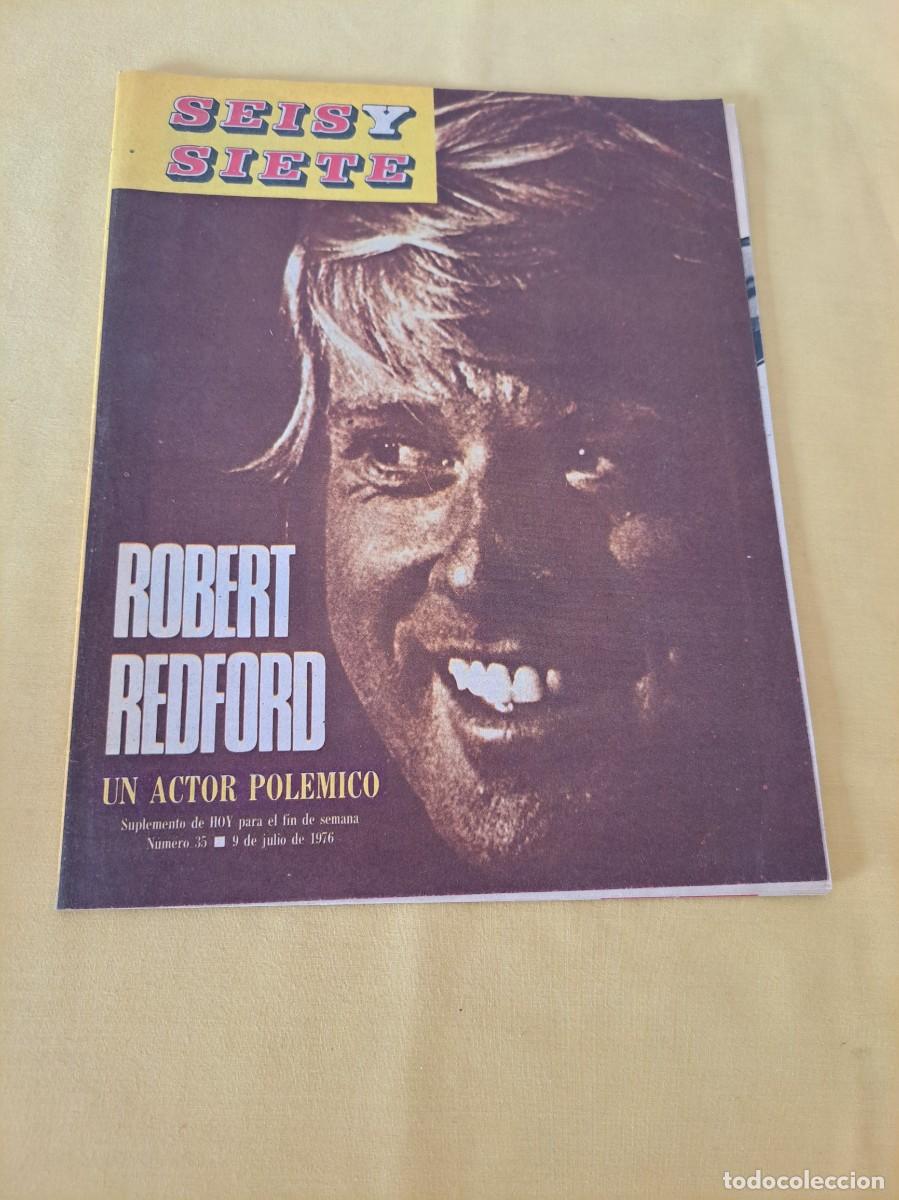 SEIS Y
SIETE
ROBERT
REDFORD
UN ACTOR POLEMICO
Suplemento de HOY para el fin de semana
Número 35 ■ 9 de julio de 1976
todocoleccion